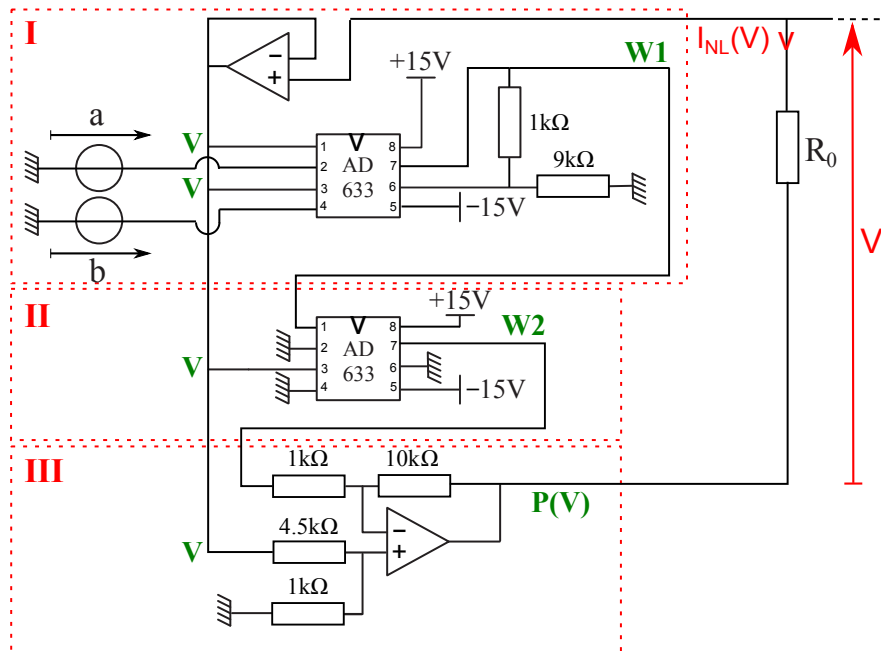 I
I_NL(V) v
W1
+15V
a
V
1
2
3
4
V
AD
633
8
7
6
5
1kΩ
9kΩ
−15V
R₀
V
b
V
II
+15V
W2
V
1
2
3
4
V
AD
633
8
7
6
5
−15V
III
1kΩ
10kΩ
P(V)
−
+
−
+
V
4.5kΩ
1kΩ